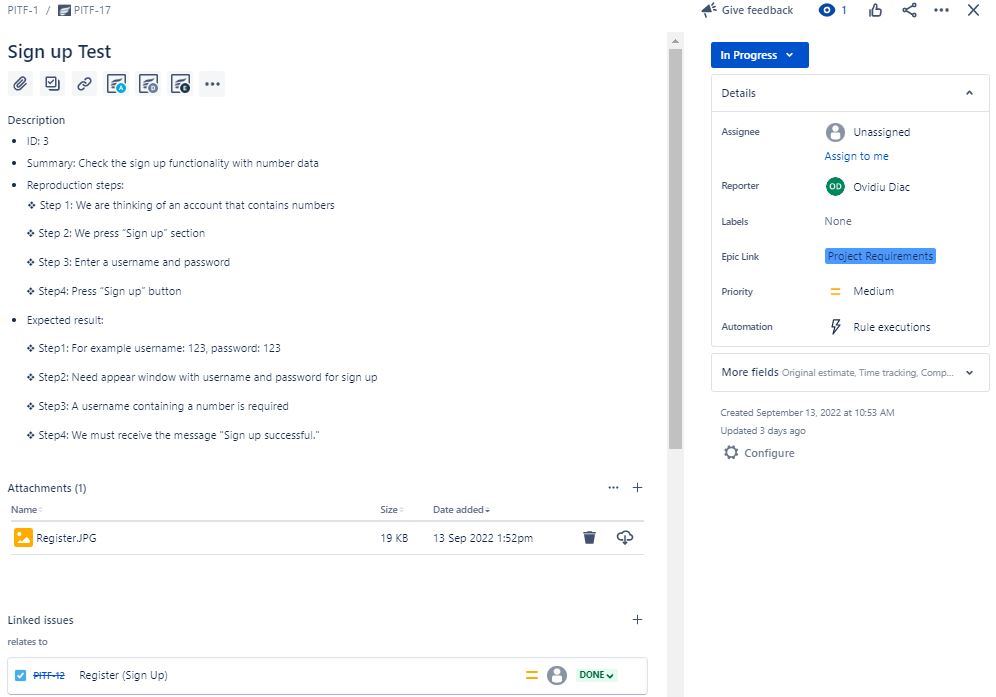 PITF-1 / PITF-17
Give feedback 1
Sign up Test
In Progress
Description
• ID: 3
• Summary: Check the sign up functionality with number data
• Reproduction steps:
❖ Step 1: We are thinking of an account that contains numbers
❖ Step 2: We press “Sign up” section
❖ Step 3: Enter a username and password
❖ Step4: Press “Sign up” button
• Expected result:
❖ Step1: For example username: 123, password: 123
❖ Step2: Need appear window with username and password for sign up
❖ Step3: A username containing a number is required
❖ Step4: We must receive the message "Sign up successful."
Attachments (1)
Name Size Date added
Register.JPG 19 KB 13 Sep 2022 1:52pm
Linked issues
relates to
PITF-12 Register (Sign Up) DONE
Details
Assignee Unassigned
Assign to me
Reporter OD Ovidiu Diac
Labels None
Epic Link Project Requirements
Priority Medium
Automation Rule executions
More fields Original estimate, Time tracking, Comp...
Created September 13, 2022 at 10:53 AM
Updated 3 days ago
Configure